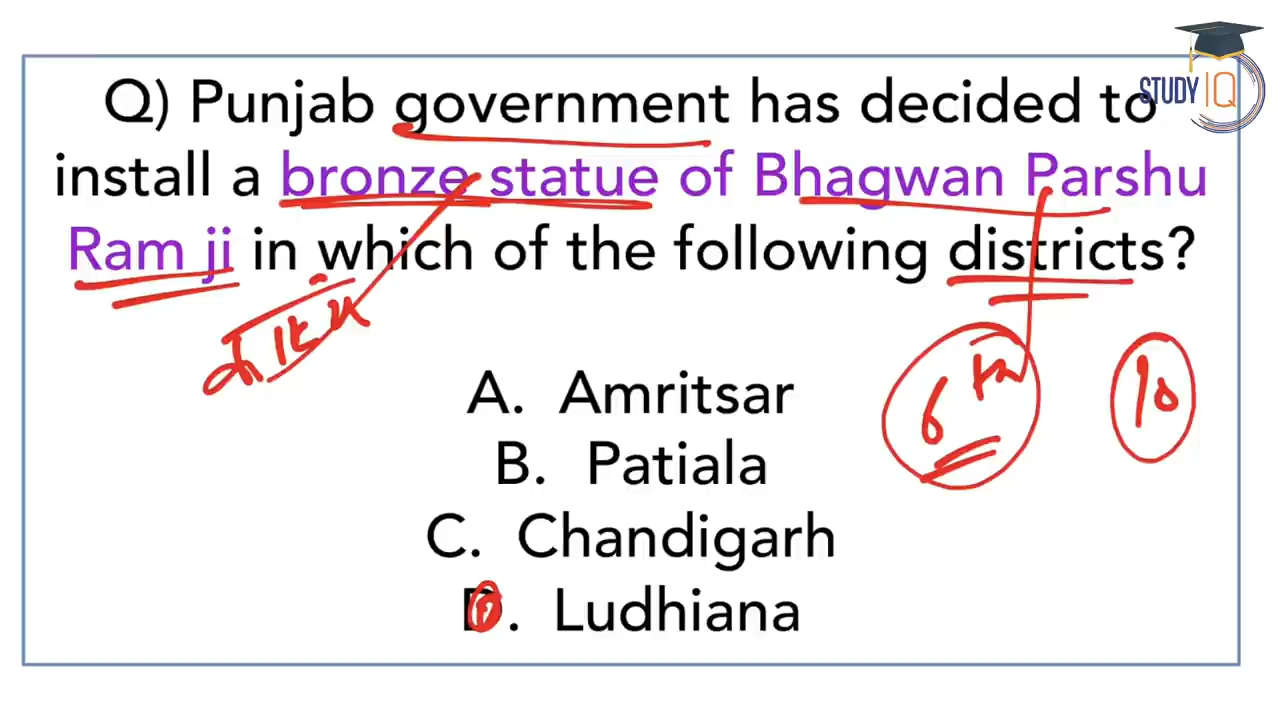 STUDY IQ
Q) Punjab government has decided to
install a bronze statue of Bhagwan Parshu
Ram ji in which of the following districts?
6th
10
A. Amritsar
B. Patiala
C. Chandigarh
D. Ludhiana